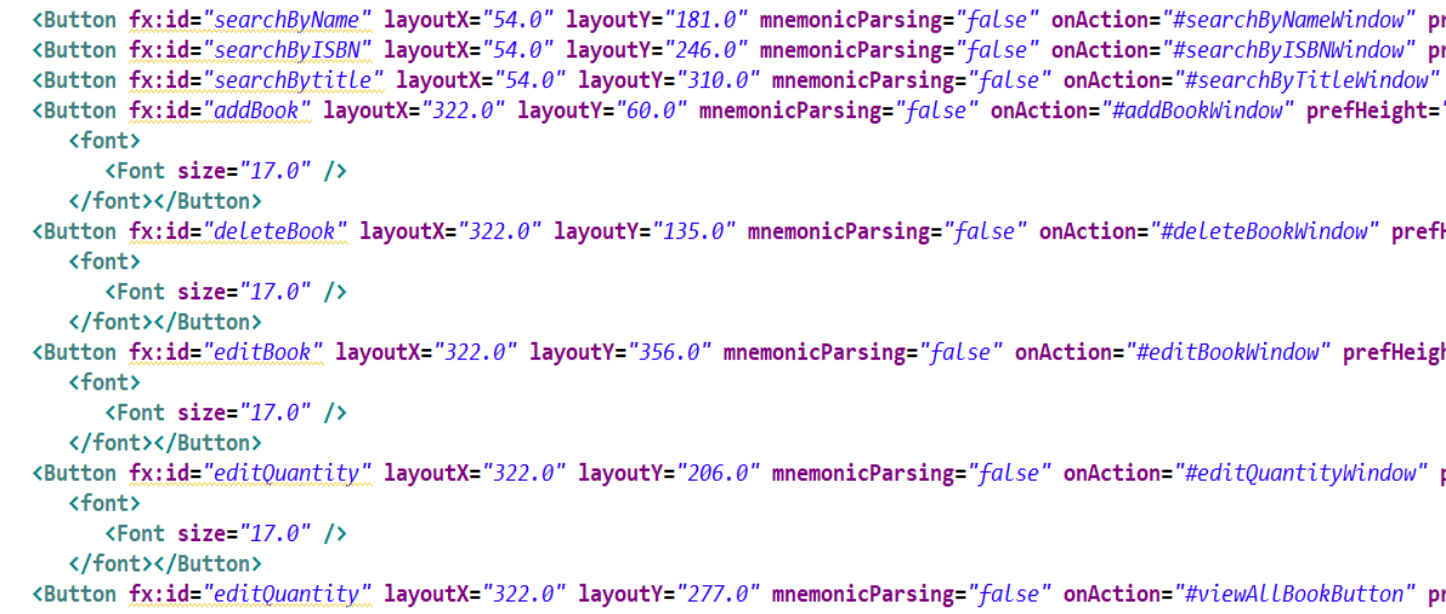 <Button fx:id="searchByName" layoutX="54.0" layoutY="181.0" mnemonicParsing="false" onAction="#searchByNameWindow" pr
<Button fx:id="searchByISBN" layoutX="54.0" layoutY="246.0" mnemonicParsing="false" onAction="#searchByISBNWindow" pr
<Button fx:id="searchBytitle" layoutX="54.0" layoutY="310.0" mnemonicParsing="false" onAction="#searchByTitleWindow"
<Button fx:id="addBook" layoutX="322.0" layoutY="60.0" mnemonicParsing="false" onAction="#addBookWindow" prefHeight="
<font>
<Font size="17.0" />
</font></Button>
<Button fx:id="deleteBook" layoutX="322.0" layoutY="135.0" mnemonicParsing="false" onAction="#deleteBookWindow" prefH
<font>
<Font size="17.0" />
</font></Button>
<Button fx:id="editBook" layoutX="322.0" layoutY="356.0" mnemonicParsing="false" onAction="#editBookWindow" prefHeigh
<font>
<Font size="17.0" />
</font></Button>
<Button fx:id="editQuantity" layoutX="322.0" layoutY="206.0" mnemonicParsing="false" onAction="#editQuantityWindow" p
<font>
<Font size="17.0" />
</font></Button>
<Button fx:id="editQuantity" layoutX="322.0" layoutY="277.0" mnemonicParsing="false" onAction="#viewAllBookButton" pr